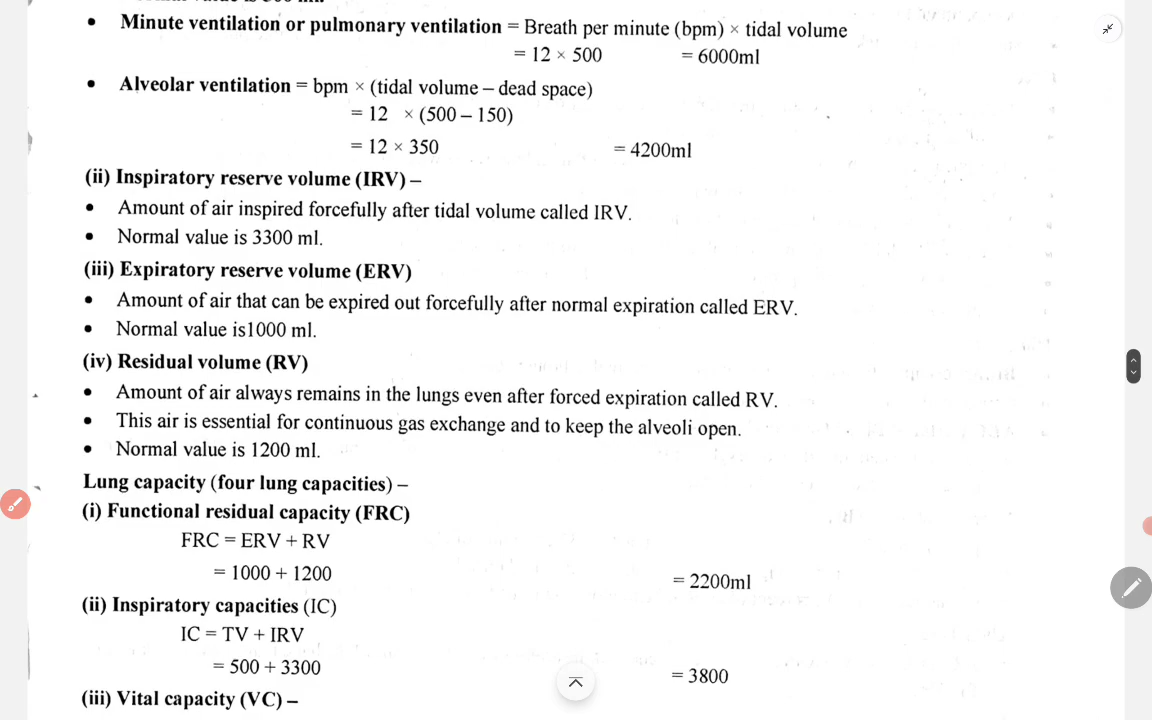 • Minute ventilation or pulmonary ventilation = Breath per minute (bpm) × tidal volume
= 12 × 500 = 6000ml
• Alveolar ventilation = bpm × (tidal volume – dead space)
= 12 × (500 – 150)
= 12 × 350 = 4200ml
(ii) Inspiratory reserve volume (IRV) –
• Amount of air inspired forcefully after tidal volume called IRV.
• Normal value is 3300 ml.
(iii) Expiratory reserve volume (ERV)
• Amount of air that can be expired out forcefully after normal expiration called ERV.
• Normal value is1000 ml.
(iv) Residual volume (RV)
• Amount of air always remains in the lungs even after forced expiration called RV.
• This air is essential for continuous gas exchange and to keep the alveoli open.
• Normal value is 1200 ml.
Lung capacity (four lung capacities) –
(i) Functional residual capacity (FRC)
FRC = ERV + RV
= 1000 + 1200 = 2200ml
(ii) Inspiratory capacities (IC)
IC = TV + IRV
= 500 + 3300 = 3800
(iii) Vital capacity (VC) –